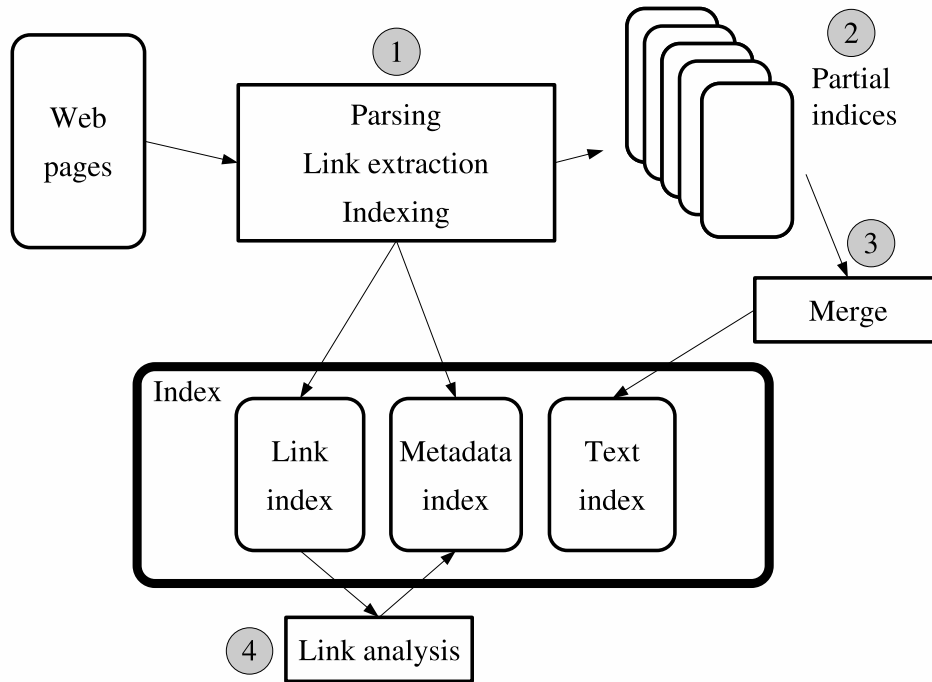 1
2
Web
pages
Parsing
Link extraction
Indexing
Partial
indices
3
Merge
Index
Link
index
Metadata
index
Text
index
4
Link analysis